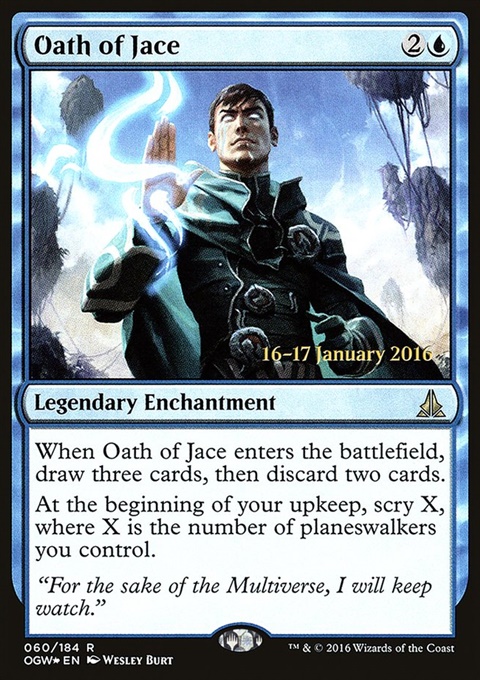 Oath of Jace 2
16–17 January 2016
Legendary Enchantment
When Oath of Jace enters the battlefield,
draw three cards, then discard two cards.
At the beginning of your upkeep, scry X,
where X is the number of planeswalkers
you control.
“For the sake of the Multiverse, I will keep
watch.”
060/184 R
OGW★EN Wesley Burt
™ & © 2016 Wizards of the Coast